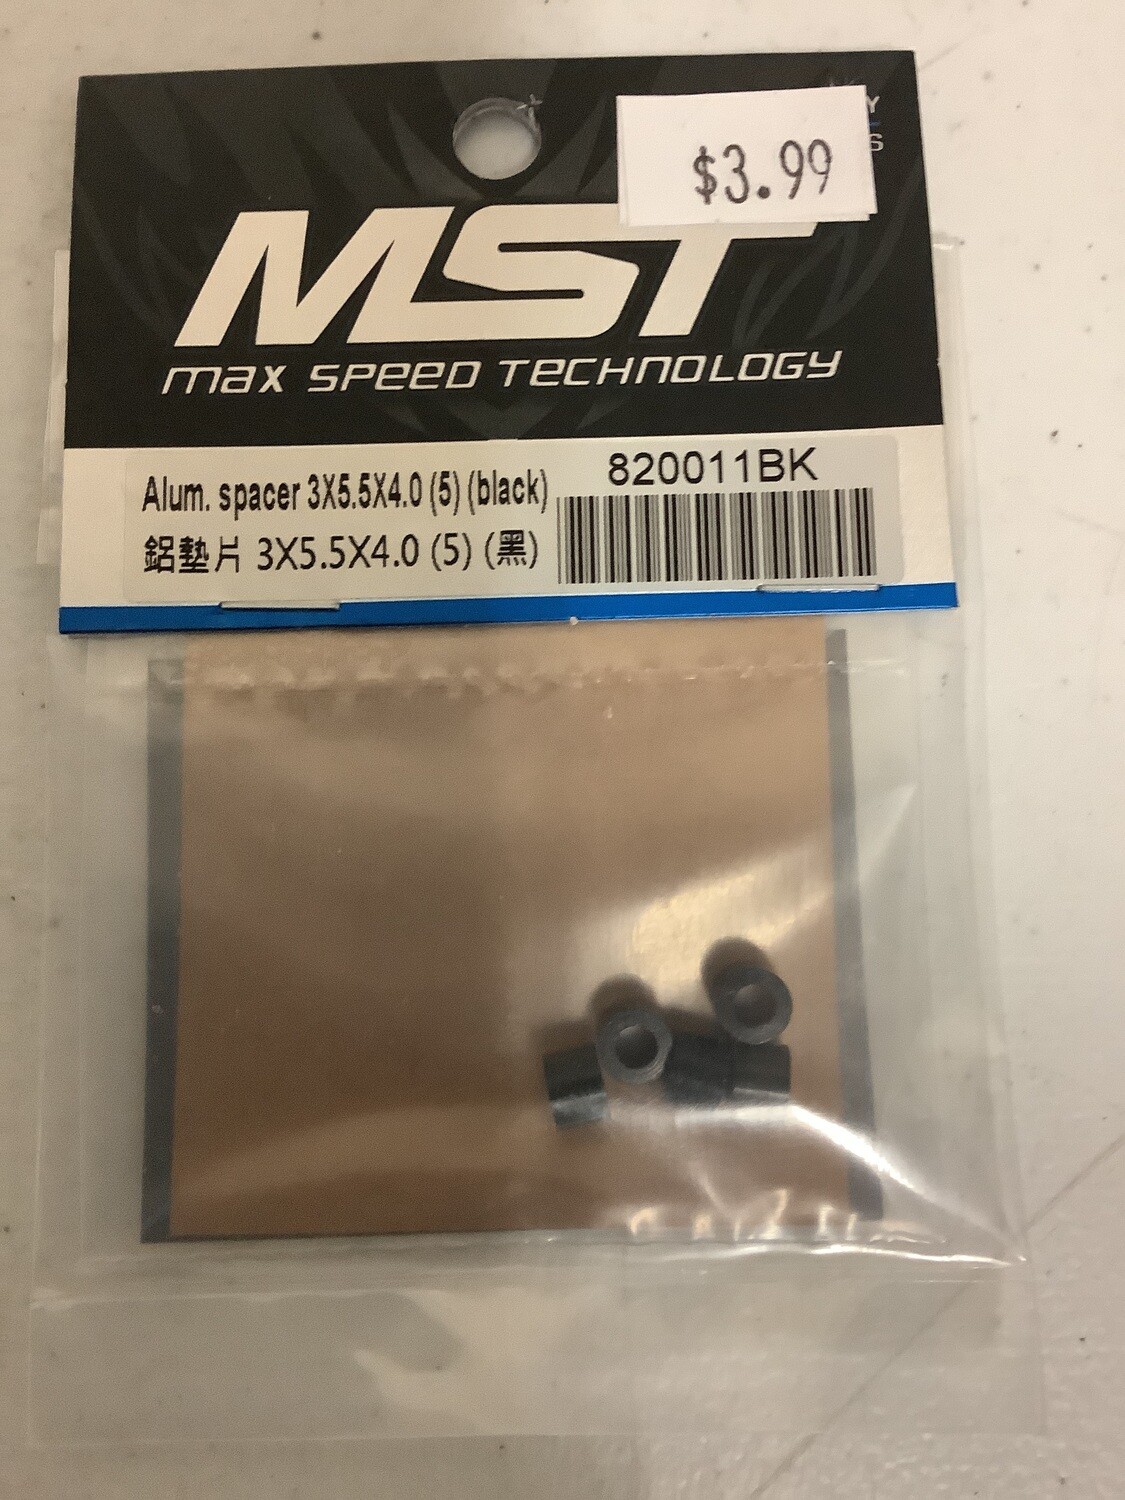 $3.99
MST
max speed technology
Alum. spacer 3X5.5X4.0 (5) (black)
鋁墊片 3X5.5X4.0 (5) (黑)
820011BK